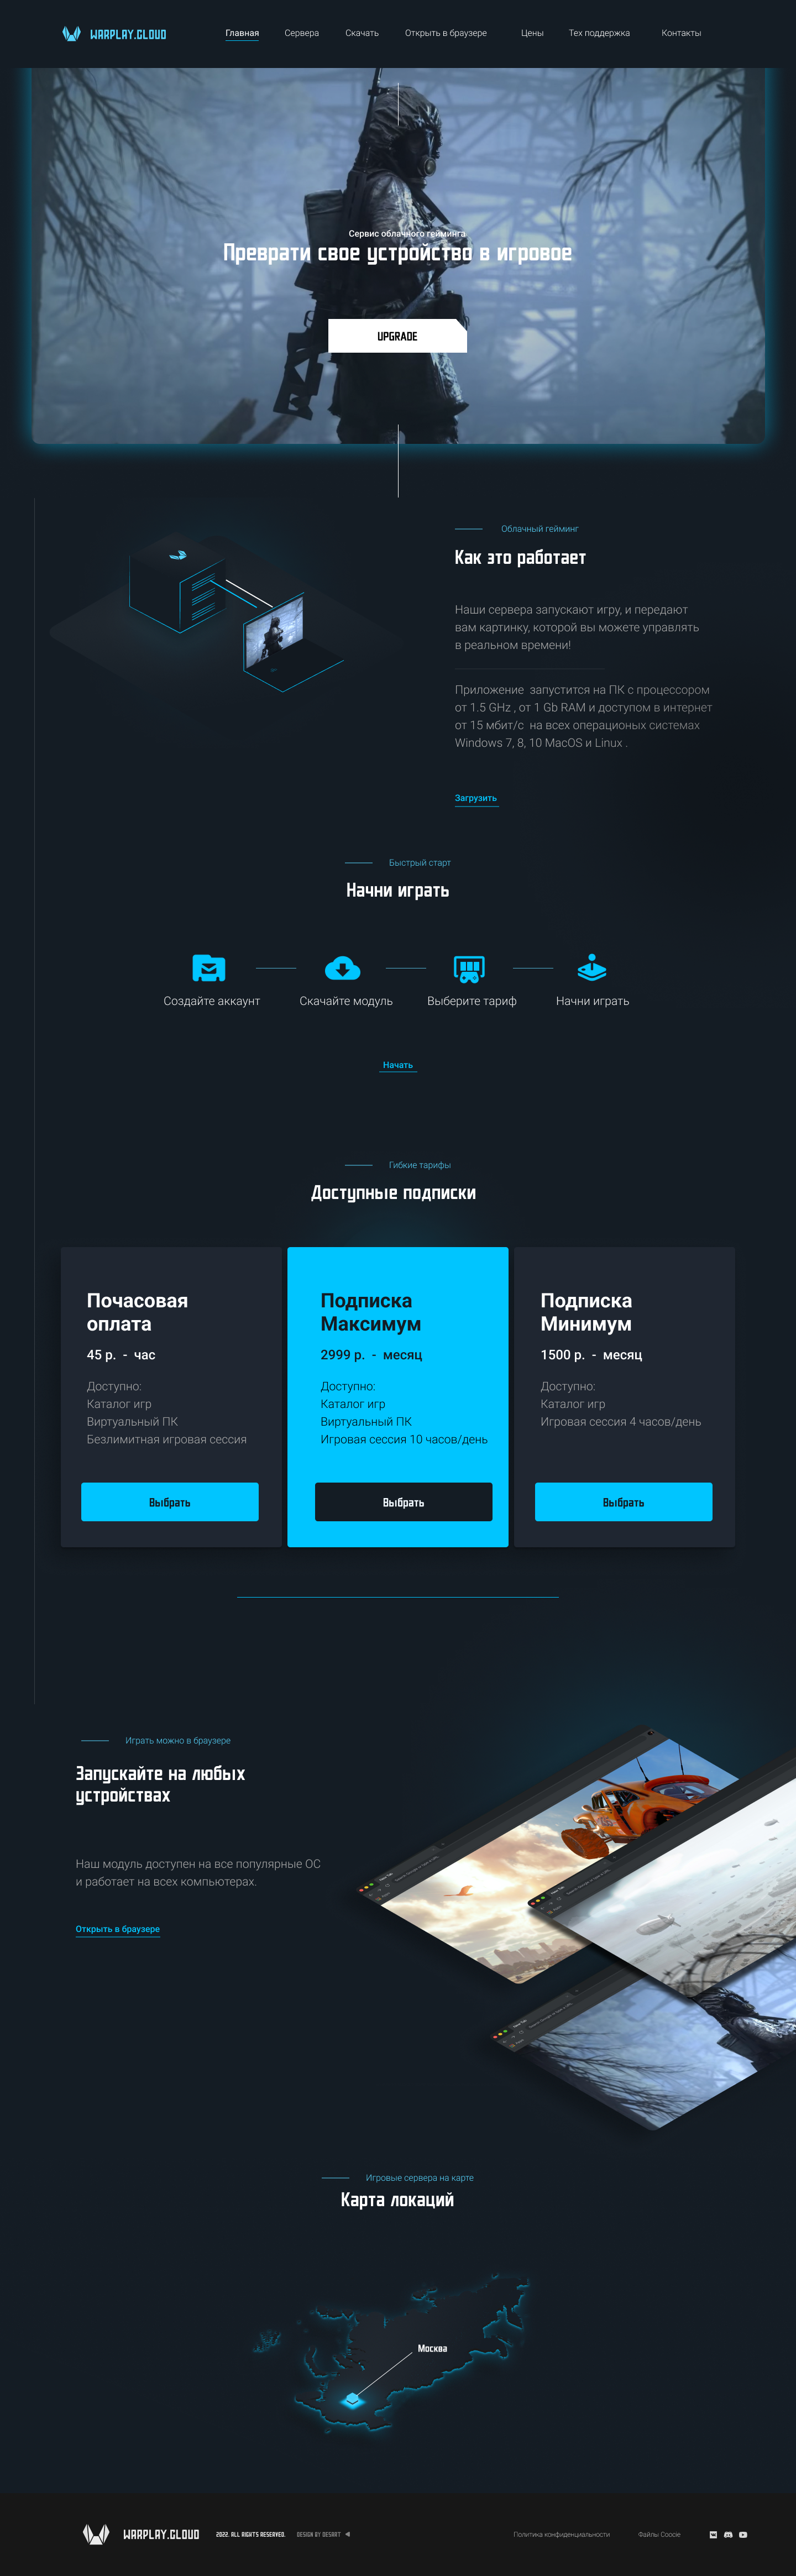 WARPLAY.CLOUD
Главная
Сервера
Скачать
Открыть в браузере
Цены
Тех поддержка
Контакты
Сервис облачного гейминга
Преврати свое устройство в игровое
UPGRADE
Облачный гейминг
Как это работает
Наши сервера запускают игру, и передают
вам картинку, которой вы можете управлять
в реальном времени!
Приложение запустится на ПК с процессором
от 1.5 GHz , от 1 Gb RAM и доступом в интернет
от 15 мбит/с на всех операционых системах
Windows 7, 8, 10 MacOS и Linux .
Загрузить
Быстрый старт
Начни играть
Создайте аккаунт
Скачайте модуль
Выберите тариф
Начни играть
Начать
Гибкие тарифы
Доступные подписки
Почасовая
оплата
45 р. - час
Доступно:
Каталог игр
Виртуальный ПК
Безлимитная игровая сессия
Выбрать
Подписка
Максимум
2999 р. - месяц
Доступно:
Каталог игр
Виртуальный ПК
Игровая сессия 10 часов/день
Выбрать
Подписка
Минимум
1500 р. - месяц
Доступно:
Каталог игр
Игровая сессия 4 часов/день
Выбрать
Играть можно в браузере
Запускайте на любых
устройствах
Наш модуль доступен на все популярные ОС
и работает на всех компьютерах.
Открыть в браузере
Игровые сервера на карте
Карта локаций
Москва
WARPLAY.CLOUD
2022. ALL RIGHTS RESERVED.
DESIGN BY DESART
Политика конфиденциальности
Файлы Coocie